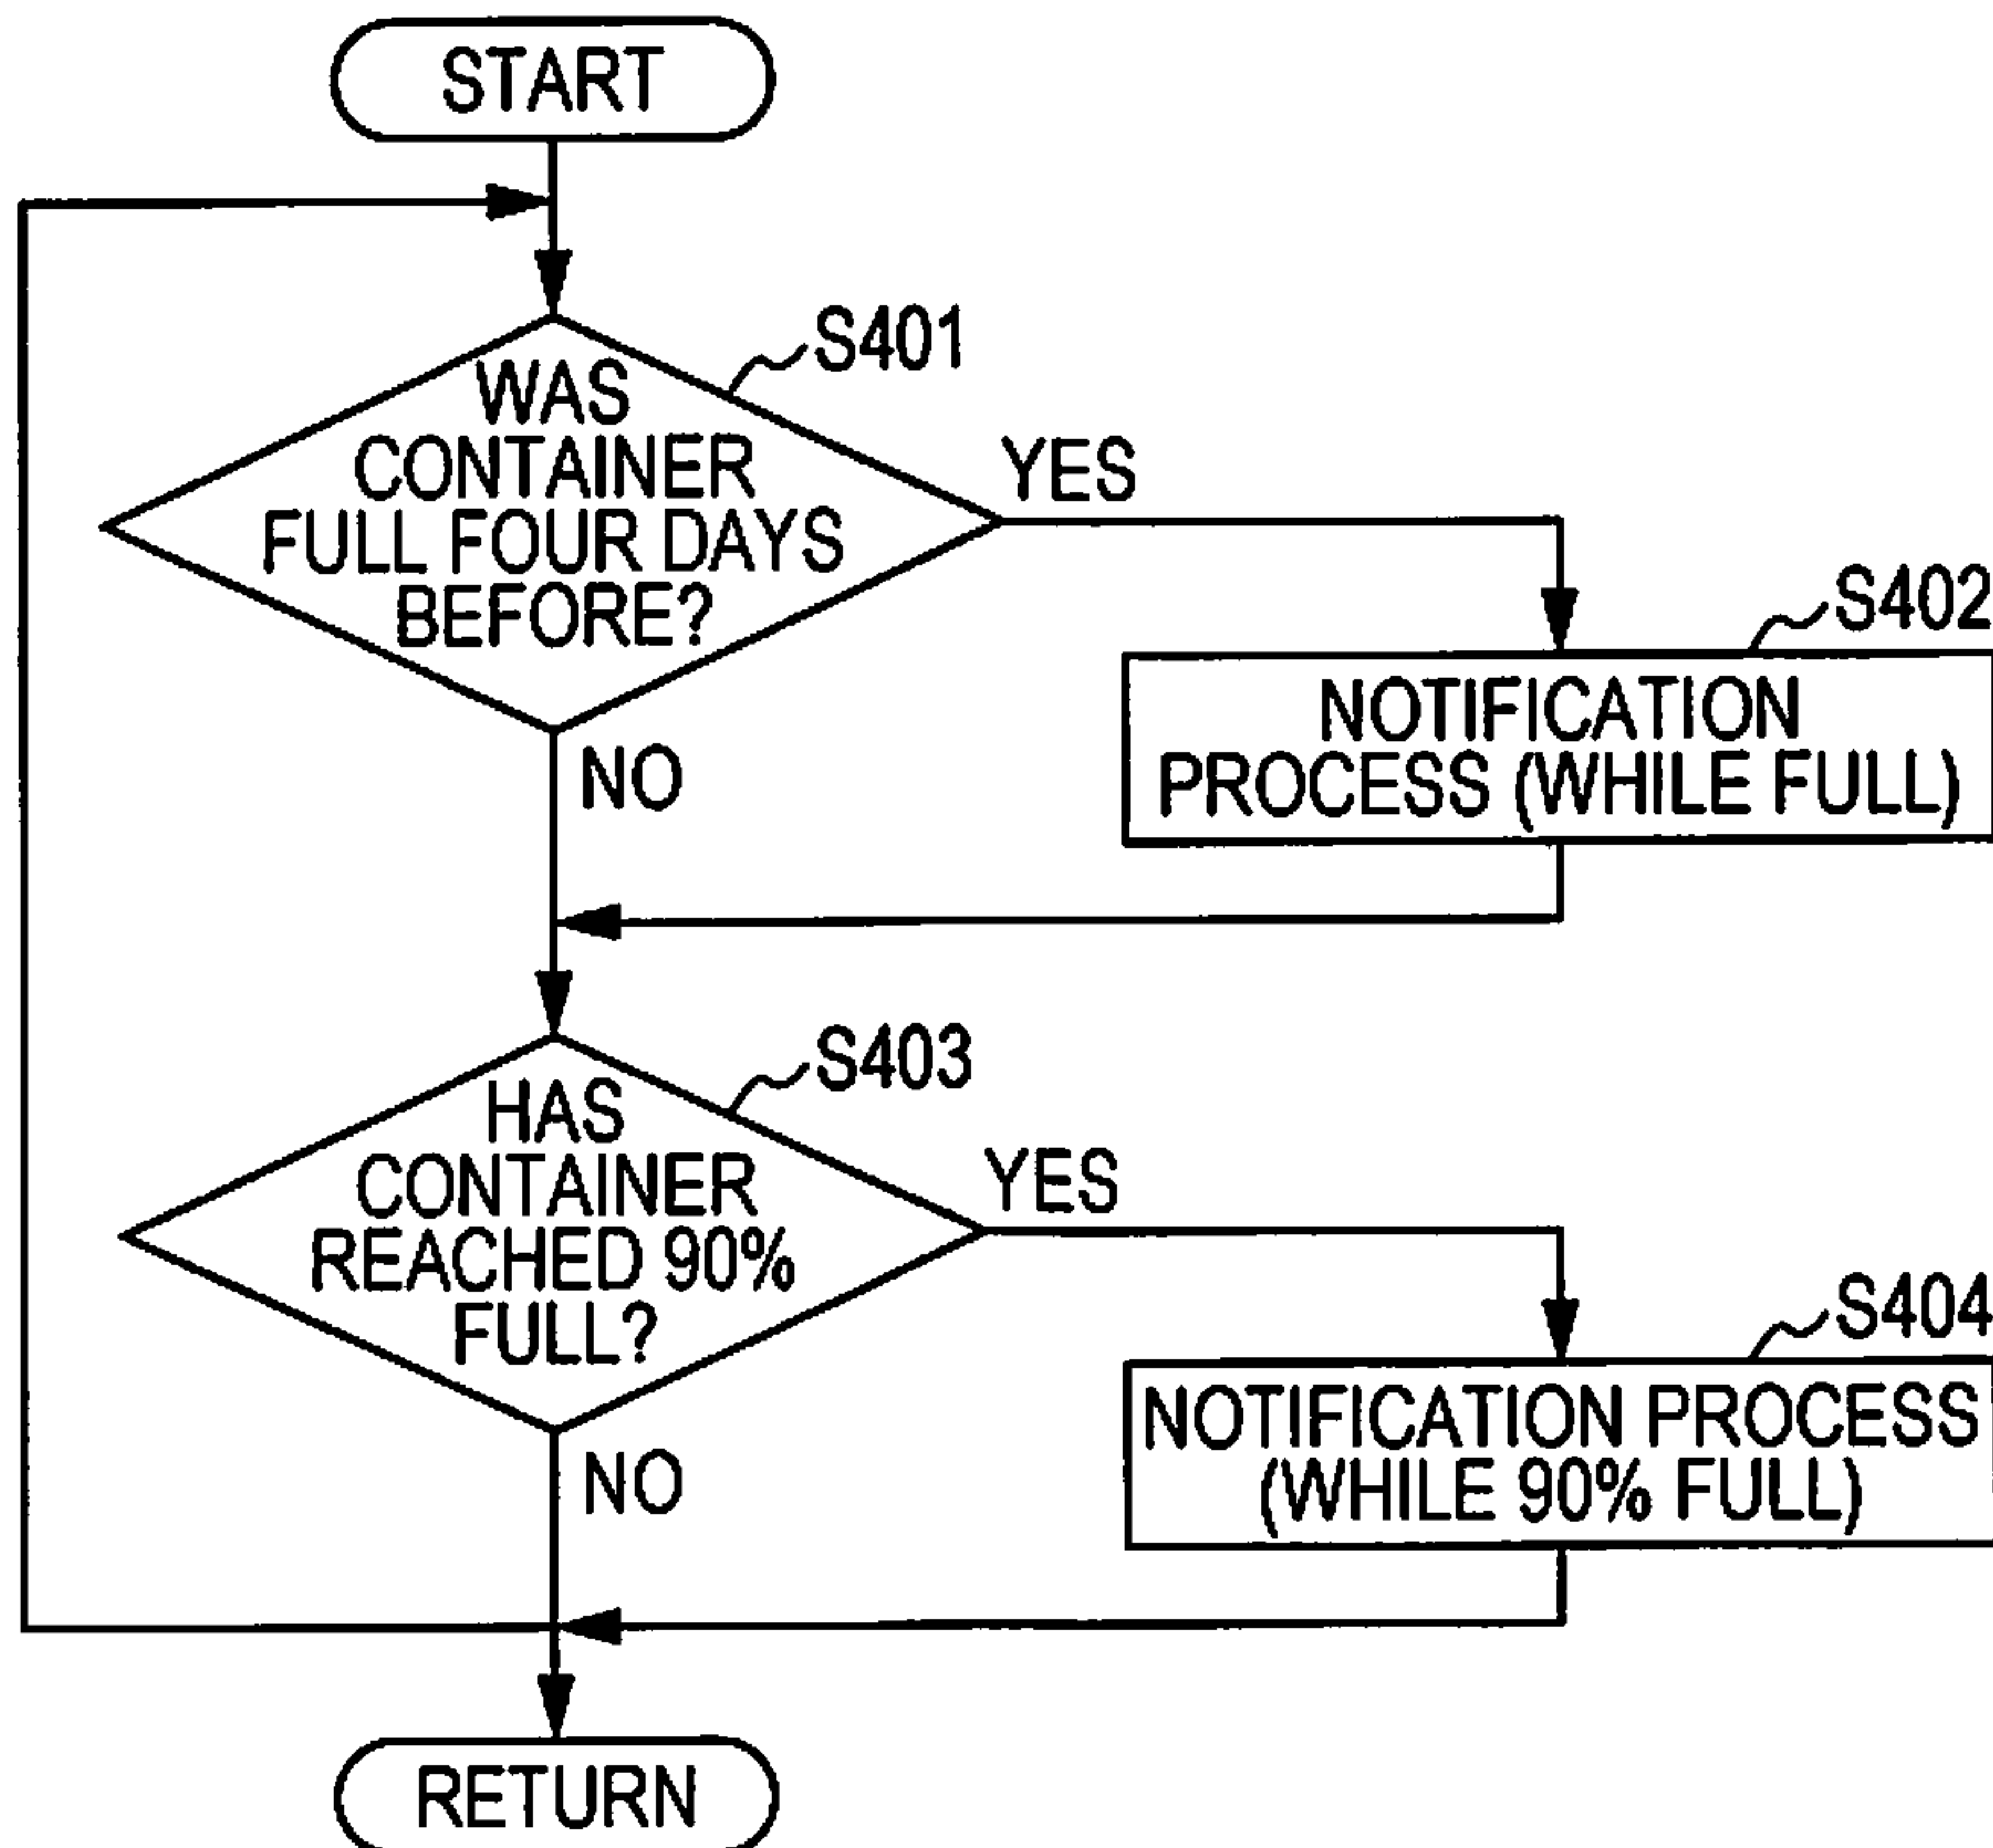 START
S401
WAS
CONTAINER
FULL FOUR DAYS
BEFORE?
YES
NO
S402
NOTIFICATION
PROCESS (WHILE FULL)
S403
HAS
CONTAINER
REACHED 90%
FULL?
YES
NO
S404
NOTIFICATION PROCESS
(WHILE 90% FULL)
RETURN